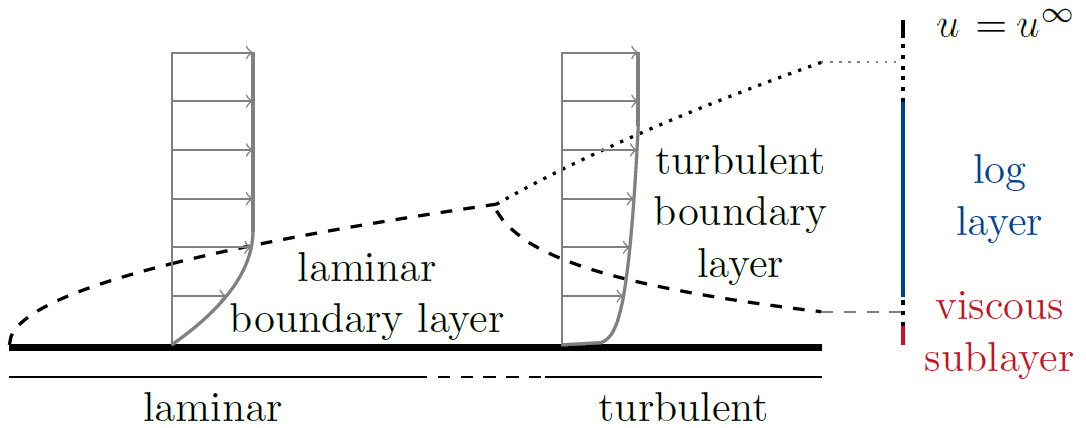 u = u^∞
turbulent
boundary
layer
log
layer
laminar
boundary layer
viscous
sublayer
laminar
turbulent